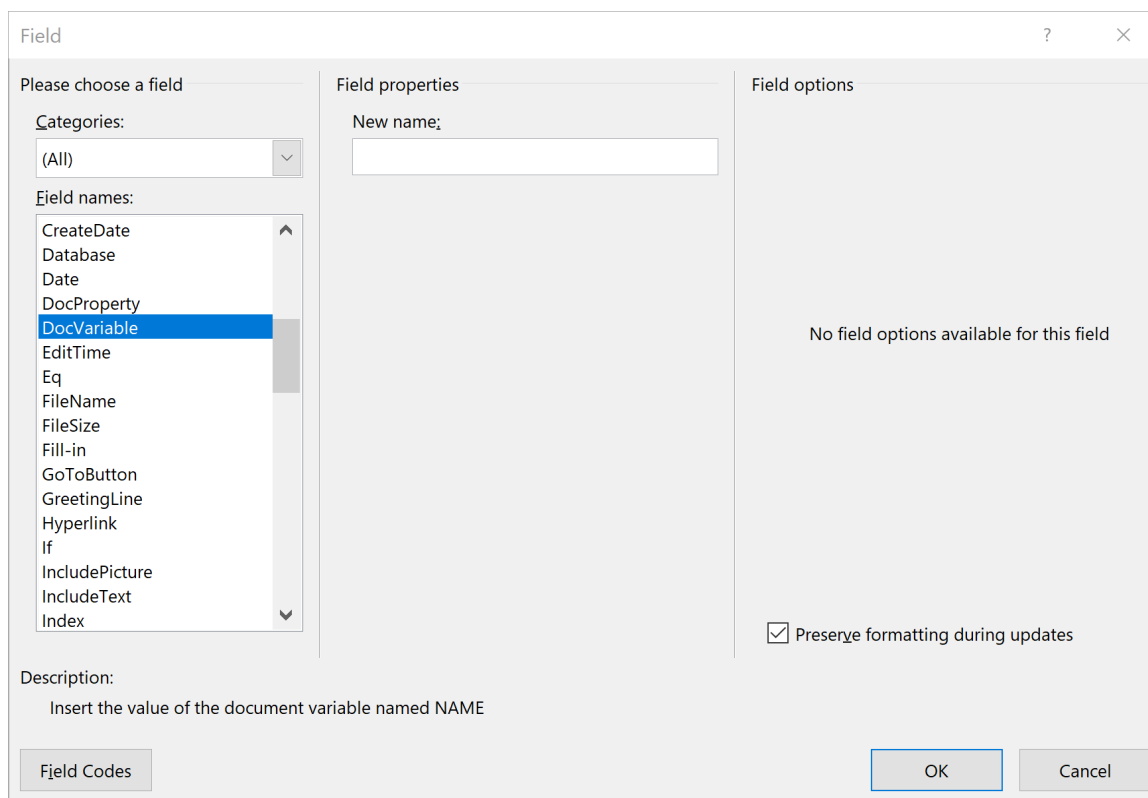 Field
?
Please choose a field
Categories:
(All)
Field names:
CreateDate
Database
Date
DocProperty
DocVariable
EditTime
Eq
FileName
FileSize
Fill-in
GoToButton
GreetingLine
Hyperlink
If
IncludePicture
IncludeText
Index
Field properties
New name:
Field options
No field options available for this field
Preserve formatting during updates
Description:
Insert the value of the document variable named NAME
Field Codes
OK
Cancel